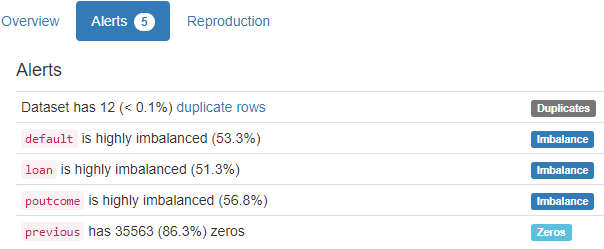 Overview Alerts 5 Reproduction
Alerts
Dataset has 12 (< 0.1%) duplicate rows Duplicates
default is highly imbalanced (53.3%) Imbalance
loan is highly imbalanced (51.3%) Imbalance
poutcome is highly imbalanced (56.8%) Imbalance
previous has 35563 (86.3%) zeros Zeros